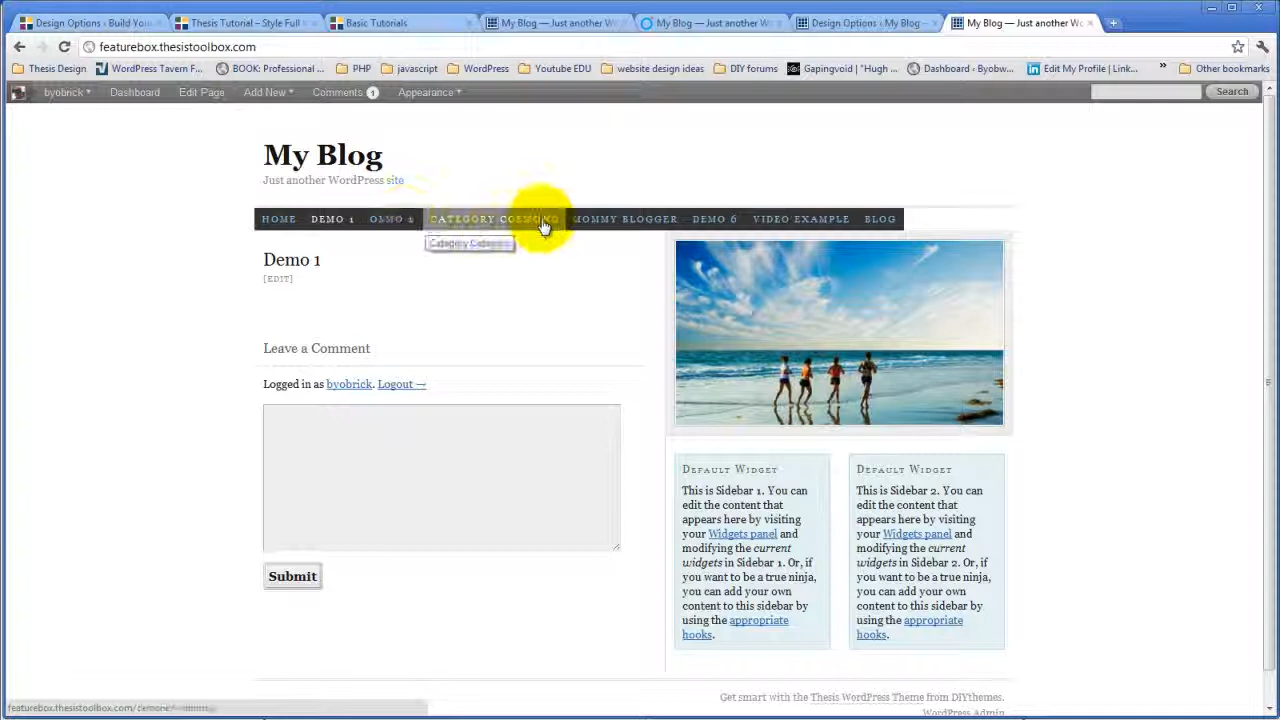 Design Options ‹ Build You
Thesis Tutorial – Style Full
Basic Tutorials
My Blog — Just another W
My Blog — Just another Wo
Design Options ‹ My Blog —
My Blog — Just another Wo
featurebox.thesistoolbox.com
Thesis Design
WordPress Tavern F...
BOOK: Professional ...
PHP
javascript
WordPress
Youtube EDU
website design ideas
DIY forums
Gapingvoid | "Hugh ...
Dashboard ‹ Byobw...
Edit My Profile | Link...
»
Other bookmarks
byobrick
Dashboard
Edit Page
Add New
Comments 1
Appearance
Search
My Blog
Just another WordPress site
HOME DEMO 1 MOMMY BLOGGER DEMO 6 VIDEO EXAMPLE BLOG
Demo 1
[EDIT]
Leave a Comment
Logged in as byobrick. Logout →
Submit
Default Widget
This is Sidebar 1. You can
edit the content that
appears here by visiting
your Widgets panel and
modifying the current
widgets in Sidebar 1. Or, if
you want to be a true ninja,
you can add your own
content to this sidebar by
using the appropriate
hooks.
Default Widget
This is Sidebar 2. You can
edit the content that
appears here by visiting
your Widgets panel and
modifying the current
widgets in Sidebar 2. Or, if
you want to be a true ninja,
you can add your own
content to this sidebar by
using the appropriate
hooks.
Get smart with the Thesis WordPress Theme from DIYthemes.
WordPress Admin